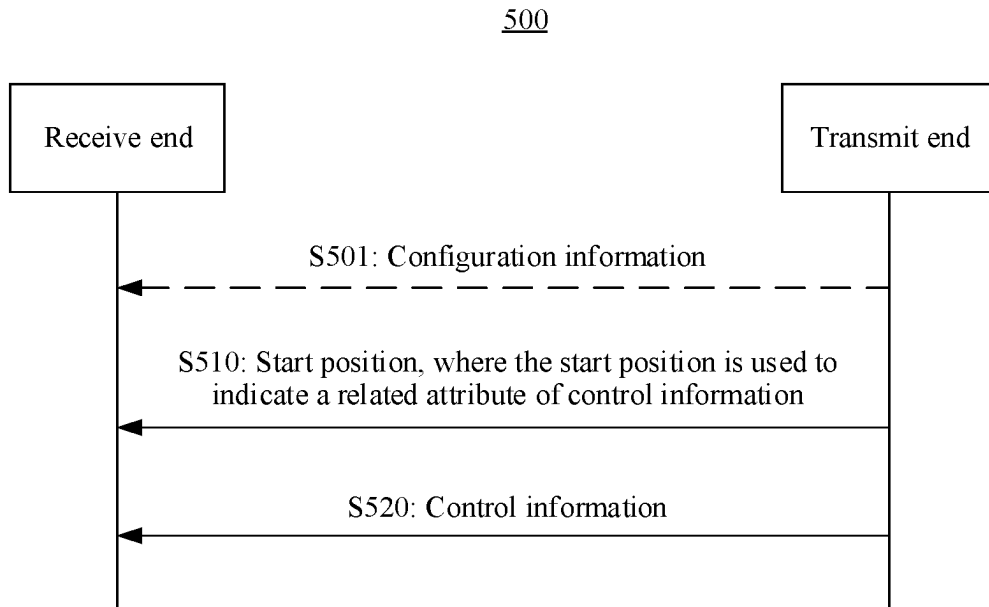 500
Receive end
Transmit end
S501: Configuration information
S510: Start position, where the start position is used to
indicate a related attribute of control information
S520: Control information